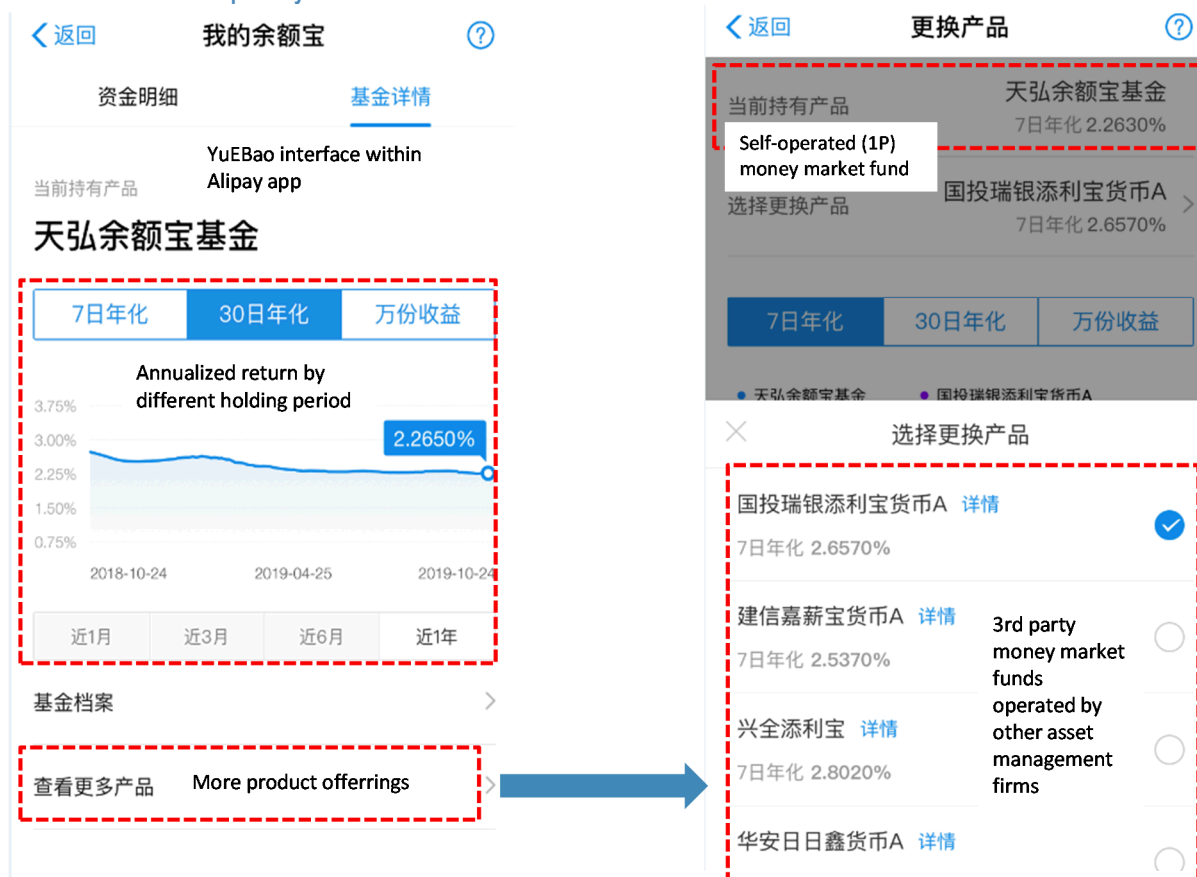 返回
我的余额宝
?
资金明细
基金详情
YuEBao interface within
Alipay app
当前持有产品
天弘余额宝基金
7日年化
30日年化
万份收益
Annualized return by
different holding period
3.75%
3.00%
2.25%
1.50%
0.75%
2.2650%
2018-10-24
2019-04-25
2019-10-24
近1月
近3月
近6月
近1年
基金档案
查看更多产品
More product offerrings
返回
更换产品
?
当前持有产品
天弘余额宝基金
7日年化 2.2630%
Self-operated (1P)
money market fund
选择更换产品
国投瑞银添利宝货币A
7日年化 2.6570%
7日年化
30日年化
万份收益
天弘余额宝基金
国投瑞银添利宝货币A
选择更换产品
国投瑞银添利宝货币A 详情
7日年化 2.6570%
建信嘉薪宝货币A 详情
7日年化 2.5370%
兴全添利宝 详情
7日年化 2.8020%
华安日日鑫货币A 详情
3rd party
money market
funds
operated by
other asset
management
firms